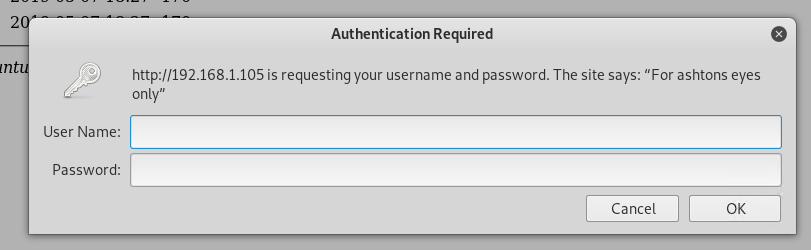 Authentication Required
http://192.168.1.105 is requesting your username and password. The site says: “For ashtons eyes
only”
User Name:
Password:
Cancel
OK